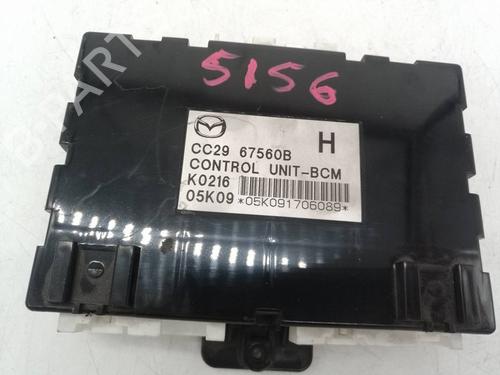 5156
H
CC29 67560B
CONTROL UNIT-BCM
K0216
05K09 *05K091706089*